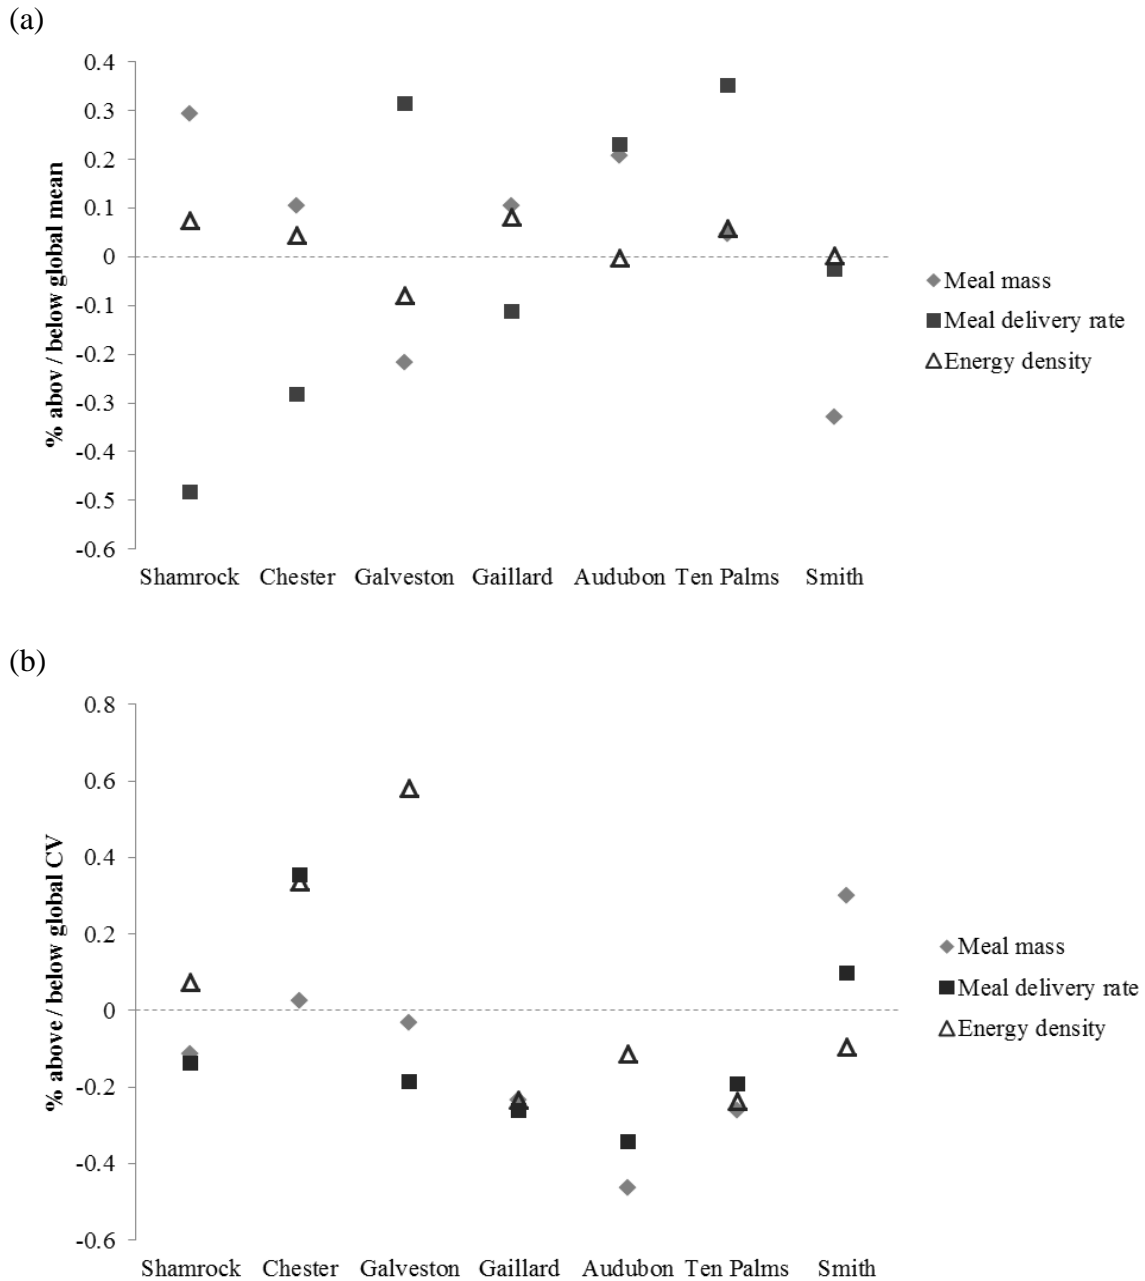 (a)
0.4
0.3
0.2
0.1
0
-0.1
-0.2
-0.3
-0.4
-0.5
-0.6
% abov / below global mean
Shamrock Chester Galveston Gaillard Audubon Ten Palms Smith
Meal mass
Meal delivery rate
Energy density
(b)
0.8
0.6
0.4
0.2
0
-0.2
-0.4
-0.6
% above / below global CV
Shamrock Chester Galveston Gaillard Audubon Ten Palms Smith
Meal mass
Meal delivery rate
Energy density